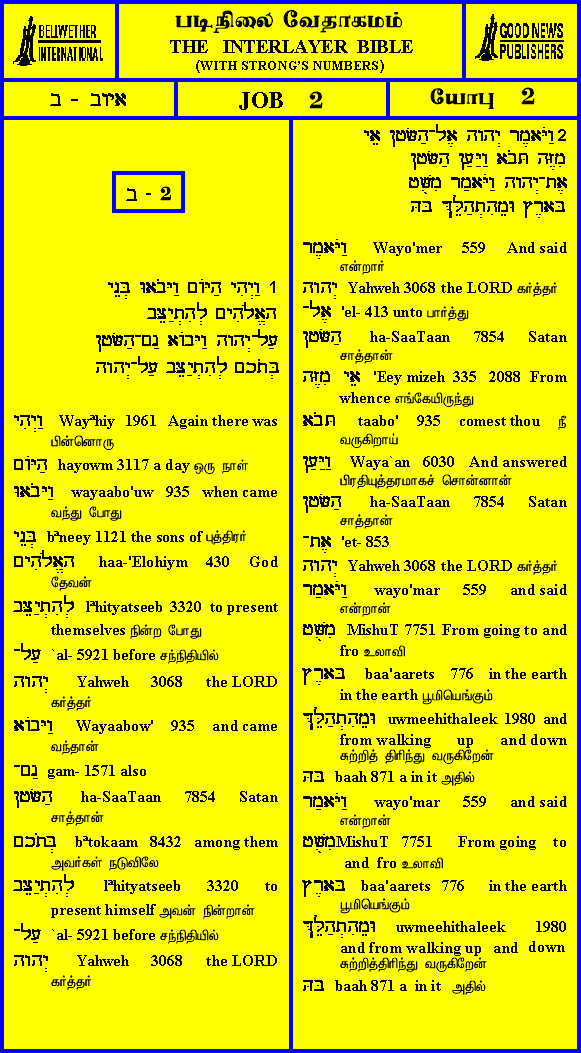 BELLWETHER
INTERNATIONAL
படிநிலை வேதாகமம்
THE INTERLAYER BIBLE
(WITH STRONG'S NUMBERS)
GOOD NEWS
PUBLISHERS
איוב - ב
JOB 2
யோபு 2
ב - 2
1 וַיְהִי הַיּוֹם וַיָּבֹאוּ בְּנֵי
הָאֱלֹהִים לְהִתְיַצֵּב
עַל־יְהוָה וַיָּבוֹא גַם־הַשָּׂטָן
בְּתֹכָם לְהִתְיַצֵּב עַל־יְהוָה
וַיְהִי Wayªhiy 1961 Again there was
பின்னொரு
הַיּוֹם hayowm 3117 a day ஒரு நாள்
וַיָּבֹאוּ wayaabo'uw 935 when came
வந்து போது
בְּנֵי bªneey 1121 the sons of புத்திரர்
הָאֱלֹהִים haa-'Elohiym 430 God
தேவன்
לְהִתְיַצֵּב lªhityatseeb 3320 to present
themselves நின்ற போது
עַל־ `al- 5921 before சந்நிதியில்
יְהוָה Yahweh 3068 the LORD
கர்த்தர்
וַיָּבוֹא Wayaabow' 935 and came
வந்தான்
גַם־ gam- 1571 also
הַשָּׂטָן ha-SaaTaan 7854 Satan
சாத்தான்
בְּתֹכָם bªtokaam 8432 among them
அவர்கள் நடுவிலே
לְהִתְיַצֵּב lªhityatseeb 3320 to
present himself அவன் நின்றான்
עַל־ `al- 5921 before சந்நிதியில்
יְהוָה Yahweh 3068 the LORD
கர்த்தர்
2 וַיֹּאמֶר יְהוָה אֶל־הַשָּׂטָן אֵי
מִזֶּה תָּבֹא וַיַּעַן הַשָּׂטָן
אֶת־יְהוָה וַיֹּאמַר מִשֻּׁט
בָּאָרֶץ וּמֵהִתְהַלֵּךְ בָּהּ
וַיֹּאמֶר Wayo'mer 559 And said
என்றார்
יְהוָה Yahweh 3068 the LORD கர்த்தர்
אֶל־ 'el- 413 unto பார்த்து
הַשָּׂטָן ha-SaaTaan 7854 Satan
சாத்தான்
אֵי מִזֶּה 'Eey mizeh 335 2088 From
whence எங்கேயிருந்து
תָּבֹא taabo' 935 comest thou நீ
வருகிறாய்
וַיַּעַן Waya`an 6030 And answered
பிரதியுத்தரமாகச் சொன்னான்
הַשָּׂטָן ha-SaaTaan 7854 Satan
சாத்தான்
אֶת־ 'et- 853
יְהוָה Yahweh 3068 the LORD கர்த்தர்
וַיֹּאמַר wayo'mar 559 and said
என்றான்
מִשֻּׁט MishuT 7751 From going to and
fro உலாவி
בָּאָרֶץ baa'aarets 776 in the earth
in the earth பூமியெங்கும்
וּמֵהִתְהַלֵּךְ uwmeehithaleek 1980 and
from walking up and down
சுற்றித் திரிந்து வருகிறேன்
בָּהּ baah 871 a in it அதில்
וַיֹּאמַר wayo'mar 559 and said
என்றான்
מִשֻּׁט MishuT 7751 From going to
and fro உலாவி
בָּאָרֶץ baa'aarets 776 in the earth
பூமியெங்கும்
וּמֵהִתְהַלֵּךְ uwmeehithaleek 1980
and from walking up and down
சுற்றித்திரிந்து வருகிறேன்
בָּהּ baah 871 a in it அதில்